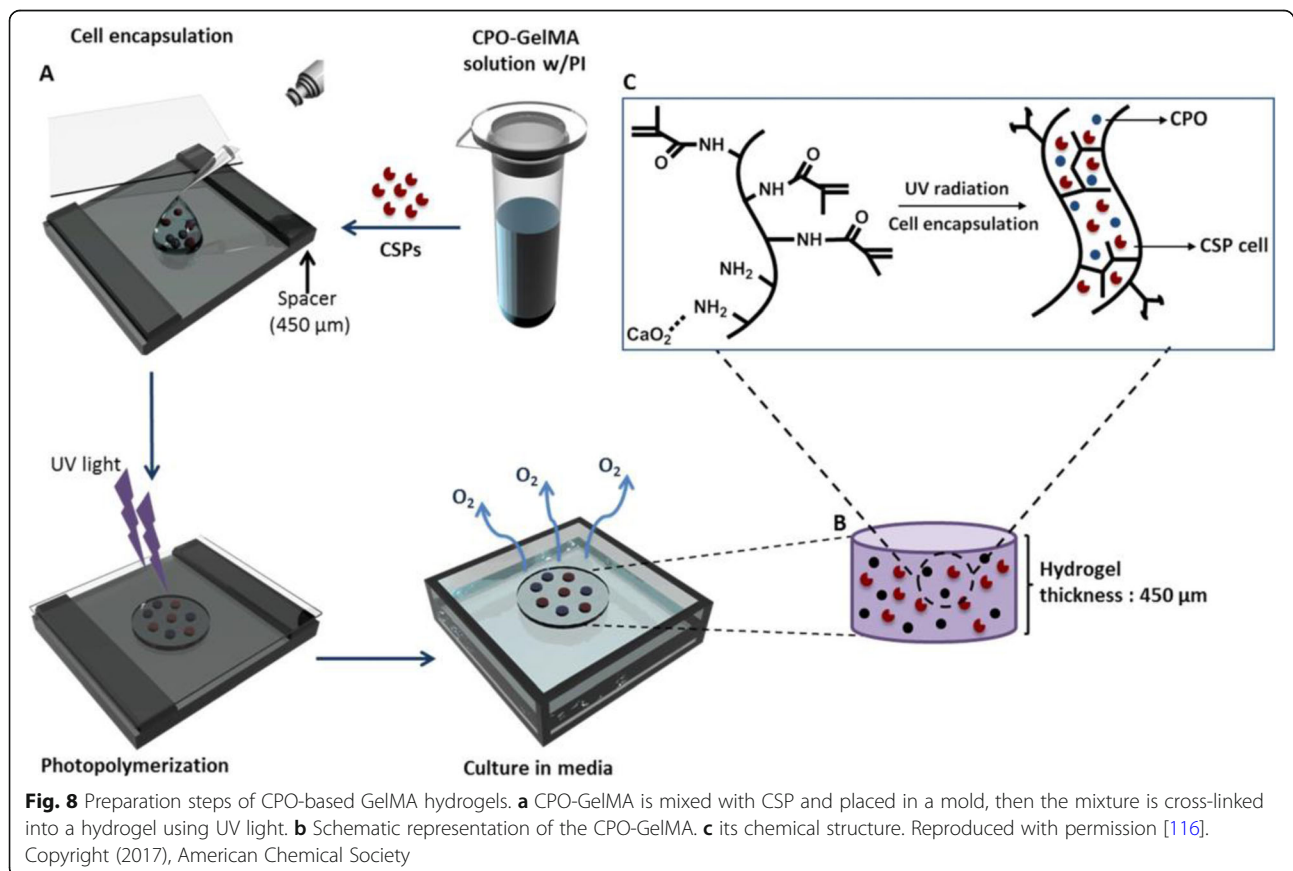 Cell encapsulation
A
CPO-GelMA
solution w/PI
CSPs
Spacer
(450 µm)
C
O
NH
NH
O
NH
O
NH₂
NH₂
CaO₂
UV radiation
Cell encapsulation
CPO
CSP cell
UV light
Photopolymerization
O₂
O₂
O₂
Culture in media
B
Hydrogel
thickness : 450 µm
Fig. 8 Preparation steps of CPO-based GelMA hydrogels. a CPO-GelMA is mixed with CSP and placed in a mold, then the mixture is cross-linked
into a hydrogel using UV light. b Schematic representation of the CPO-GelMA. c its chemical structure. Reproduced with permission [116].
Copyright (2017), American Chemical Society